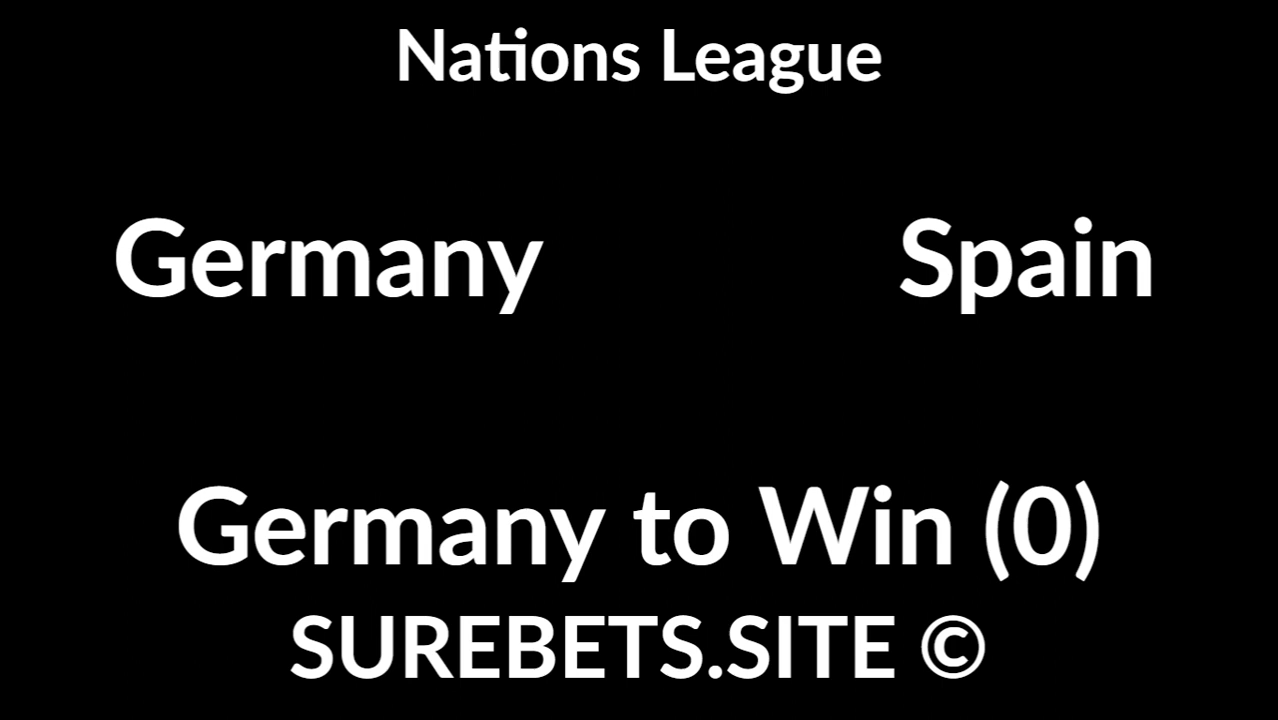 Nations League
Germany Spain
Germany to Win (0)
SUREBETS.SITE ©